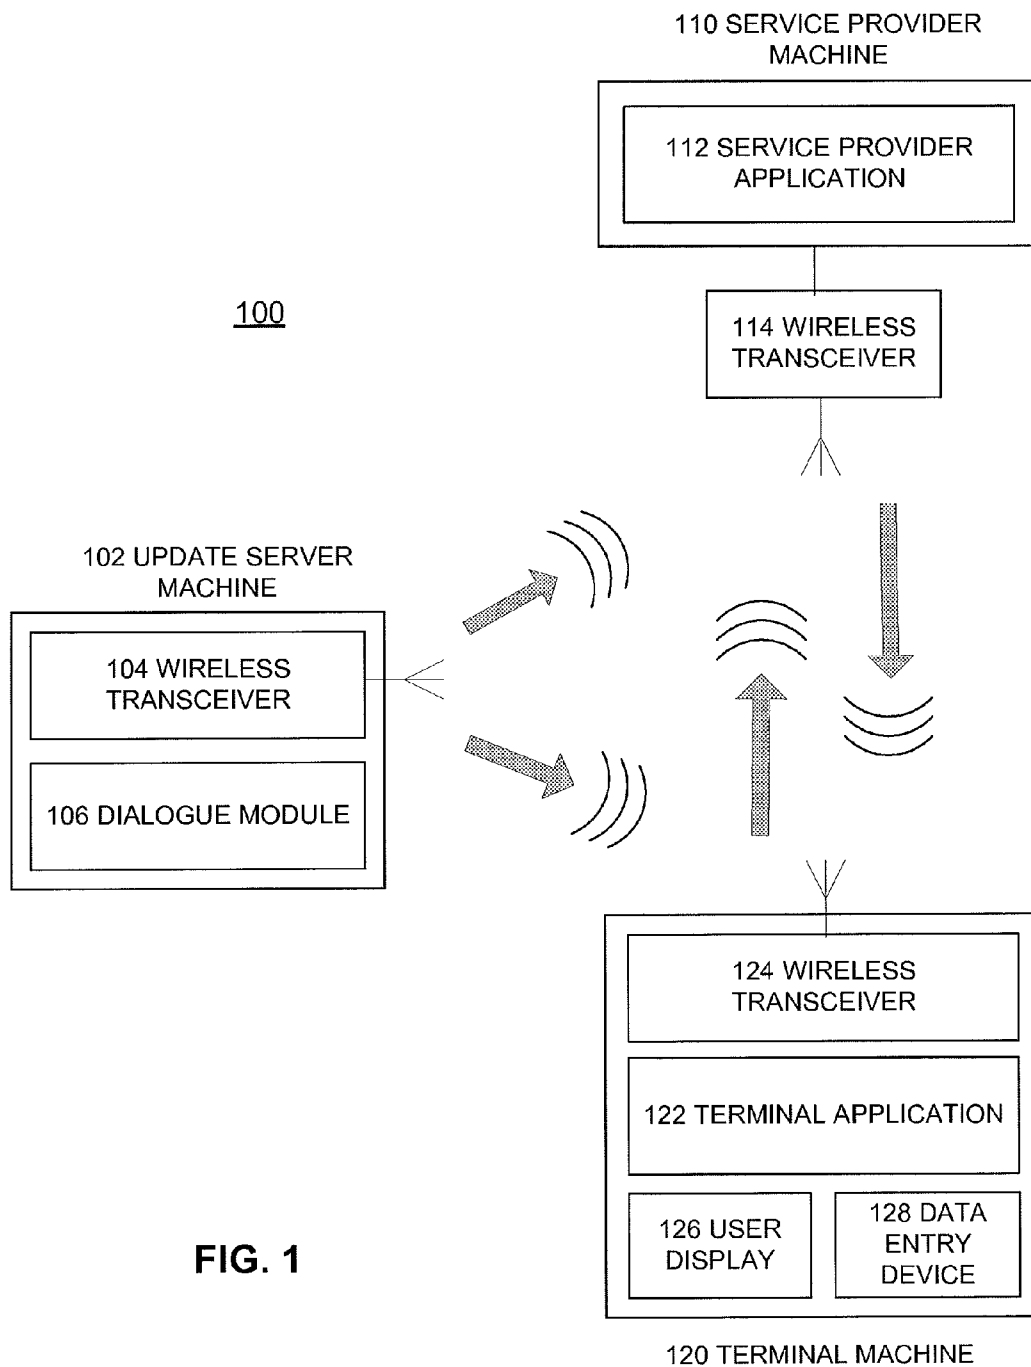 110 SERVICE PROVIDER
MACHINE
112 SERVICE PROVIDER
APPLICATION
100
114 WIRELESS
TRANSCEIVER
102 UPDATE SERVER
MACHINE
104 WIRELESS
TRANSCEIVER
106 DIALOGUE MODULE
124 WIRELESS
TRANSCEIVER
122 TERMINAL APPLICATION
126 USER
DISPLAY
128 DATA
ENTRY
DEVICE
FIG. 1
120 TERMINAL MACHINE